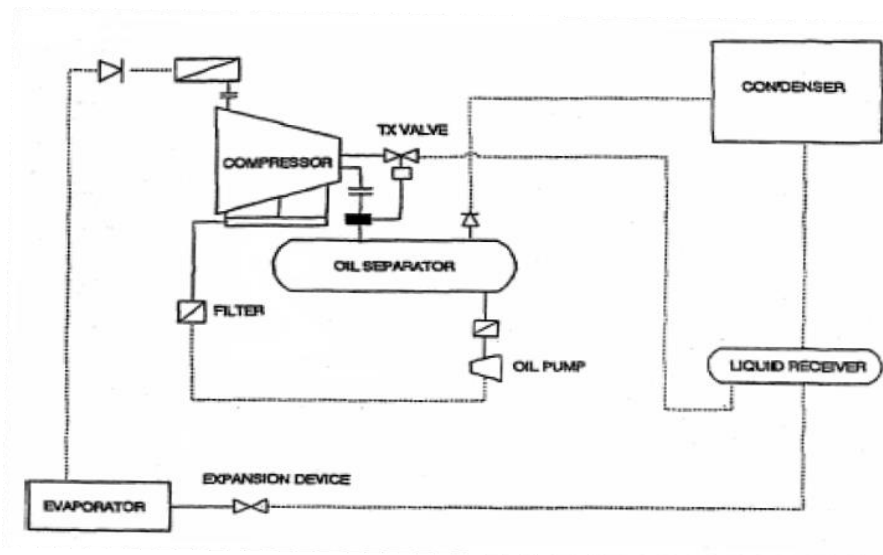 CONDENSER
TX VALVE
COMPRESSOR
OIL SEPARATOR
FILTER
OIL PUMP
LIQUID RECEIVER
EXPANSION DEVICE
EVAPORATOR